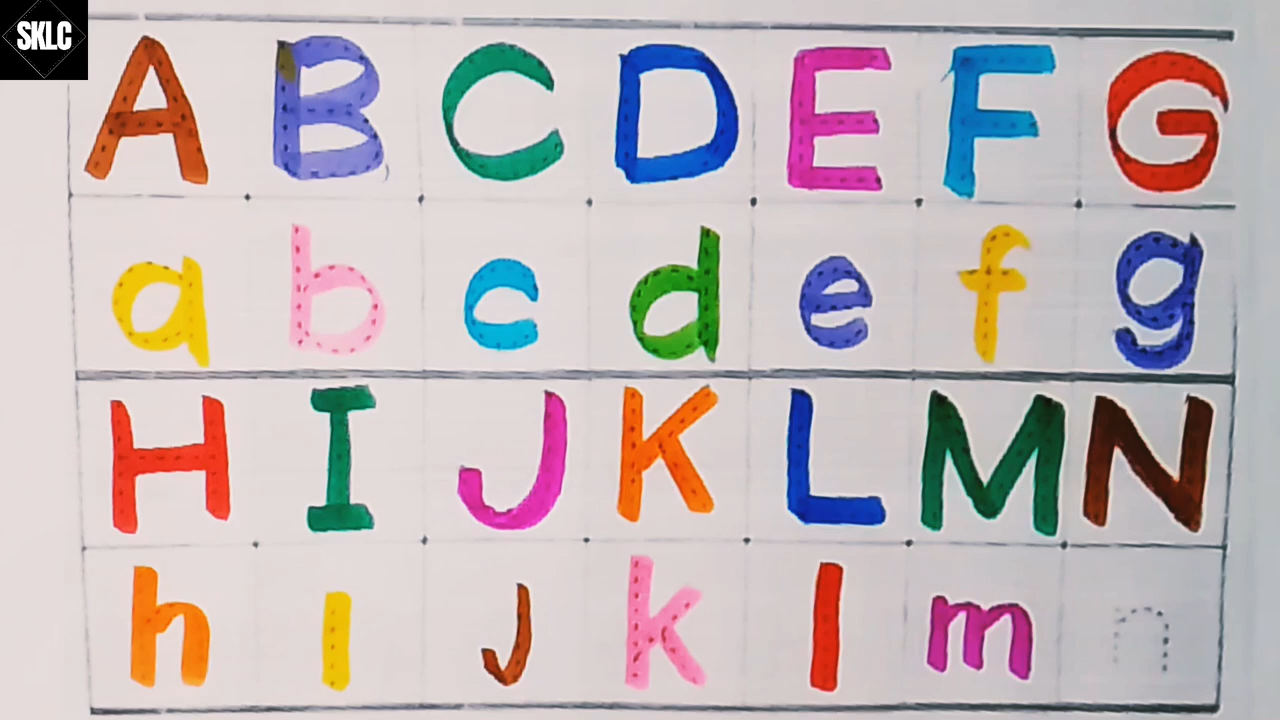 SKLC
A B C D E F G
a b c d e f g
H I J K L M N
h ı ȷ k l m n